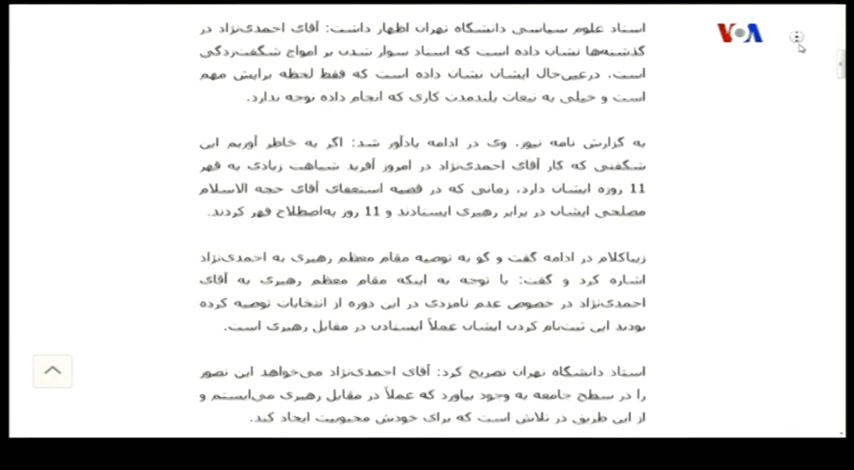 VOA
استاد علوم سیاسی دانشگاه تهران اظهار داشت: آقای احمدی‌نژاد در
گذشته‌ها نشان داده است که استاد سوار شدن بر امواج شگفت‌زدگی
است. درعین‌حال ایشان نشان داده است که فقط لحظه برایش مهم
است و خیلی به تبعات بلندمدت کاری که انجام داده توجه ندارد.
به گزارش نامه نیوز، وی در ادامه یادآور شد: اگر به خاطر آوریم این
شگفتی که کار آقای احمدی‌نژاد در امروز آفرید شباهت زیادی به قهر
11 روزه ایشان دارد. زمانی که در قضیه استعفای آقای حجه الاسلام
مصلحی ایشان در برابر رهبری ایستادند و 11 روز به‌اصطلاح قهر کردند.
زیباکلام در ادامه گفت و گو به توصیه مقام معظم رهبری به احمدی‌نژاد
اشاره کرد و گفت: با توجه به اینکه مقام معظم رهبری به آقای
احمدی‌نژاد در خصوص عدم نامزدی در این دوره از انتخابات توصیه کرده
بودند این ثبت‌نام کردن ایشان عملاً ایستادن در مقابل رهبری است.
استاد دانشگاه تهران تصریح کرد: آقای احمدی‌نژاد می‌خواهد این تصور
را در سطح جامعه به وجود بیاورد که عملاً در مقابل رهبری می‌ایستم و
از این طریق در تلاش است که برای خودش محبوبیت ایجاد کند.